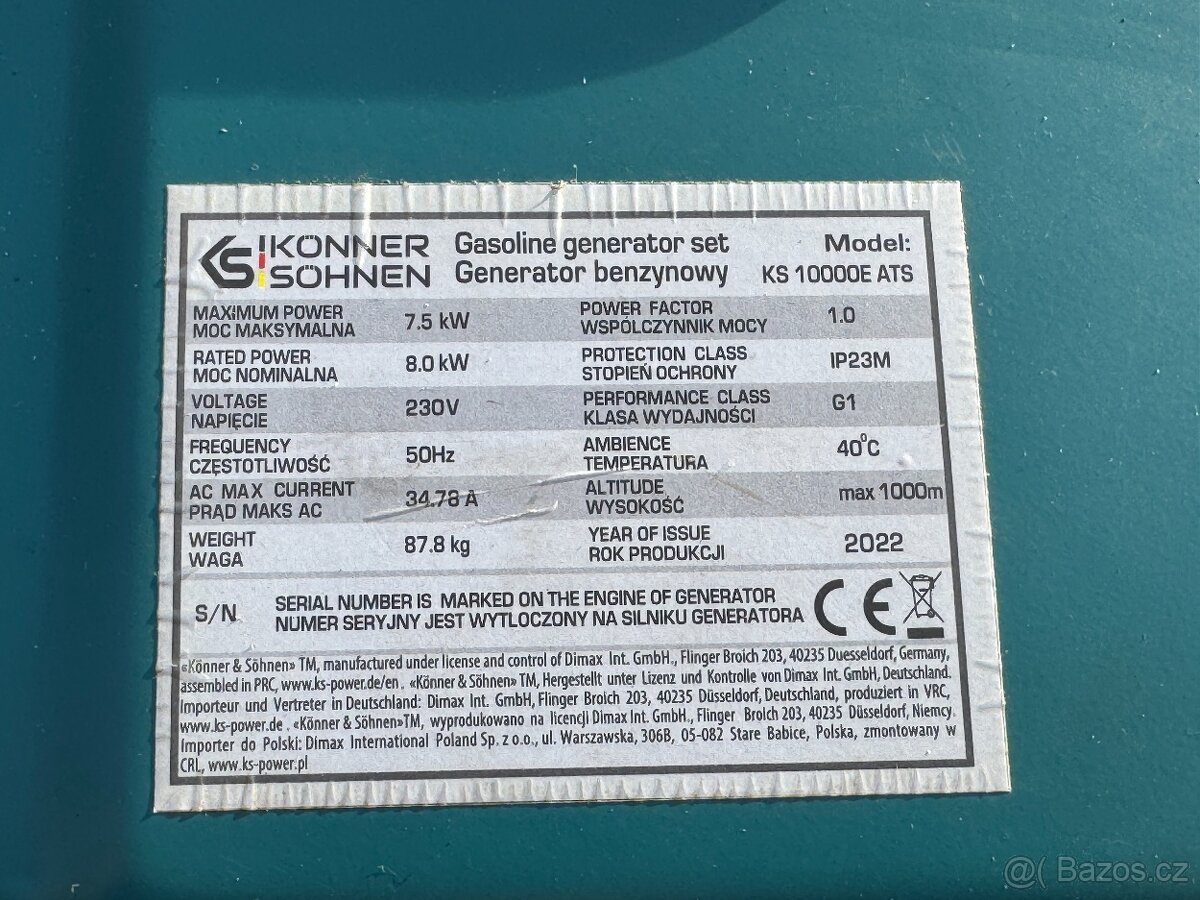 KS KÖNNER
SÖHNEN
Gasoline generator set
Generator benzynowy
Model:
KS 10000E ATS
MAXIMUM POWER
MOC MAKSYMALNA
7.5 kW
POWER FACTOR
WSPÓŁCZYNNIK MOCY
1.0
RATED POWER
MOC NOMINALNA
8.0 kW
PROTECTION CLASS
STOPIEŃ OCHRONY
IP23M
VOLTAGE
NAPIĘCIE
230V
PERFORMANCE CLASS
KLASA WYDAJNOŚCI
G1
FREQUENCY
CZĘSTOTLIWOŚĆ
50Hz
AMBIENCE
TEMPERATURA
40°C
AC MAX CURRENT
PRĄD MAKS AC
34.78 A
ALTITUDE
WYSOKOŚĆ
max 1000m
WEIGHT
WAGA
87.8 kg
YEAR OF ISSUE
ROK PRODUKCJI
2022
S/N
SERIAL NUMBER IS MARKED ON THE ENGINE OF GENERATOR
NUMER SERYJNY JEST WYTLOCZONY NA SILNIKU GENERATORA
CE
«Könner & Söhnen» TM, manufactured under license and control of Dimax Int. GmbH., Flinger Broich 203, 40235 Duesseldorf, Germany,
assembled in PRC, www.ks-power.de/en. «Könner & Söhnen» TM, Hergestellt unter Lizenz und Kontrolle von Dimax Int. GmbH, Deutschland.
Importeur und Vertreter in Deutschland: Dimax Int. GmbH, Flinger Broich 203, 40235 Düsseldorf, Deutschland, produziert in VRC,
www.ks-power.de . «Könner & Söhnen»TM, wyprodukowano na licencji Dimax Int. GmbH., Flinger Broich 203, 40235 Düsseldorf, Niemcy.
Importer do Polski: Dimax International Poland Sp. z o.o., ul. Warszawska, 306B, 05-082 Stare Babice, Polska, zmontowany w
CRL, www.ks-power.pl
@( Bazoš.cz